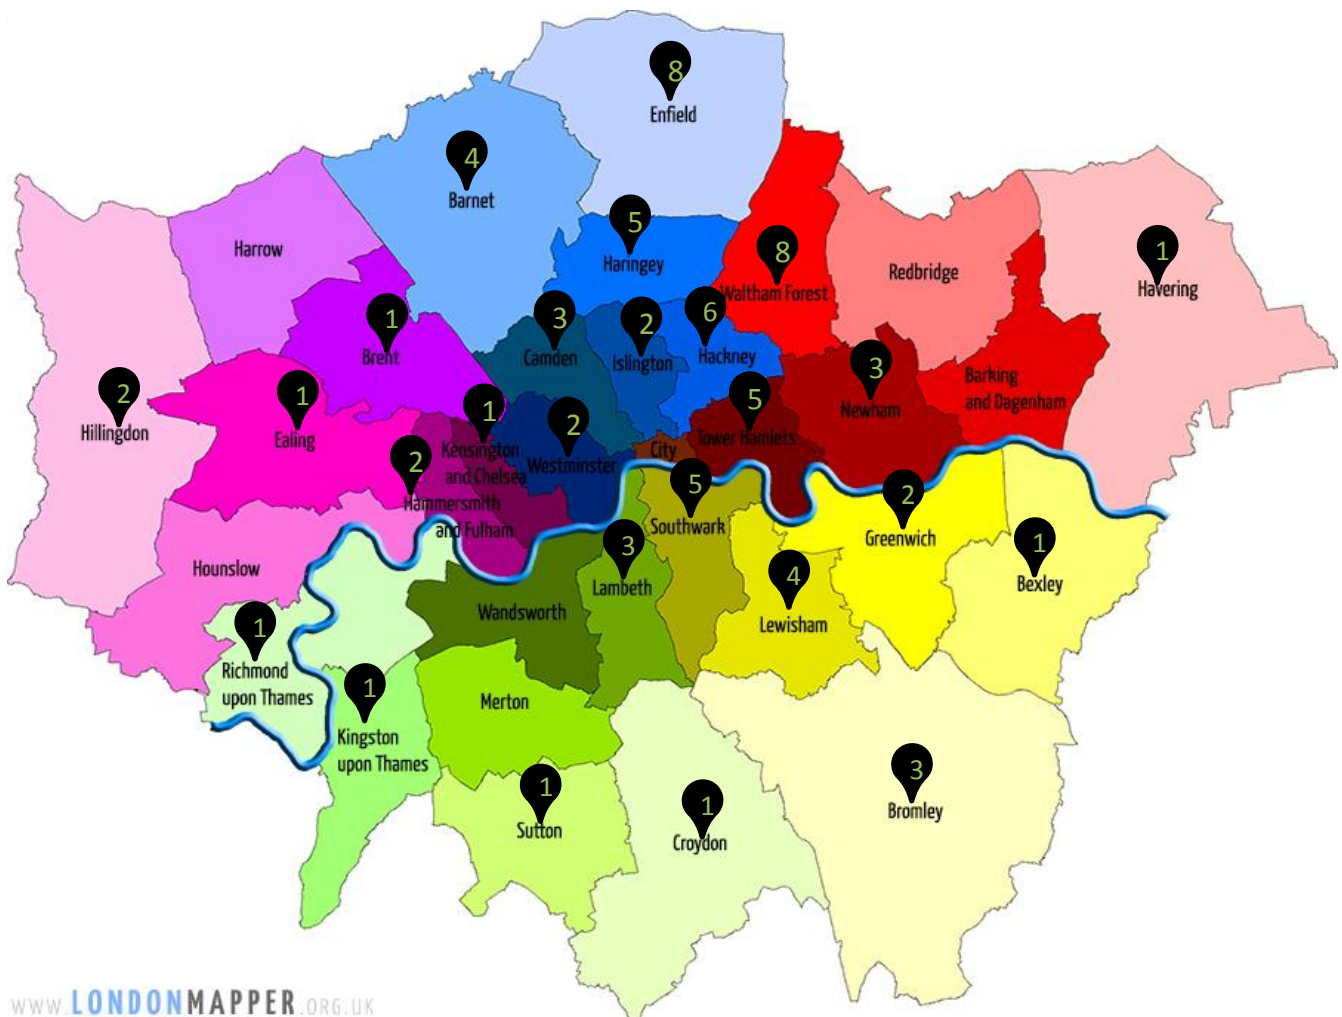 8
Enfield
4
Barnet
5
Haringey
Harrow
8
Waltham Forest
Redbridge
1
Havering
1
Brent
3
Camden
2
Islington
6
Hackney
3
Newham
Barking
and Dagenham
2
Hillingdon
1
Ealing
1
Kensington
and Chelsea
2
Westminster
City
5
Tower Hamlets
2
Hammersmith
and Fulham
5
Southwark
2
Greenwich
1
Bexley
Hounslow
3
Lambeth
4
Lewisham
Wandsworth
1
Richmond
upon Thames
1
Kingston
upon Thames
Merton
1
Sutton
1
Croydon
3
Bromley
WWW.LONDONMAPPER.ORG.UK